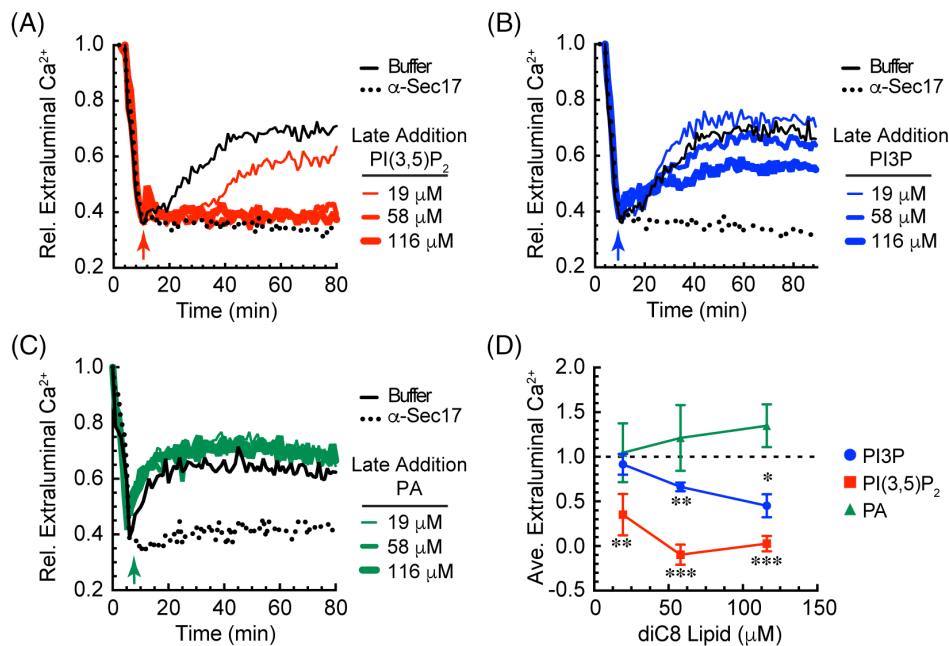 (A)
Rel. Extraluminal Ca²⁺
1.0
0.8
0.6
0.4
0.2
0
20
40
60
80
Time (min)
Buffer
α-Sec17
Late Addition
PI(3,5)P₂
19 μM
58 μM
116 μM
(B)
Rel. Extraluminal Ca²⁺
1.0
0.8
0.6
0.4
0.2
0
20
40
60
80
Time (min)
Buffer
α-Sec17
Late Addition
PI3P
19 μM
58 μM
116 μM
(C)
Rel. Extraluminal Ca²⁺
1.0
0.8
0.6
0.4
0.2
0
20
40
60
80
Time (min)
Buffer
α-Sec17
Late Addition
PA
19 μM
58 μM
116 μM
(D)
Ave. Extraluminal Ca²⁺
2.0
1.5
1.0
0.5
0.0
-0.5
0
50
100
150
diC8 Lipid (μM)
*
**
**
***
***
PI3P
PI(3,5)P₂
PA